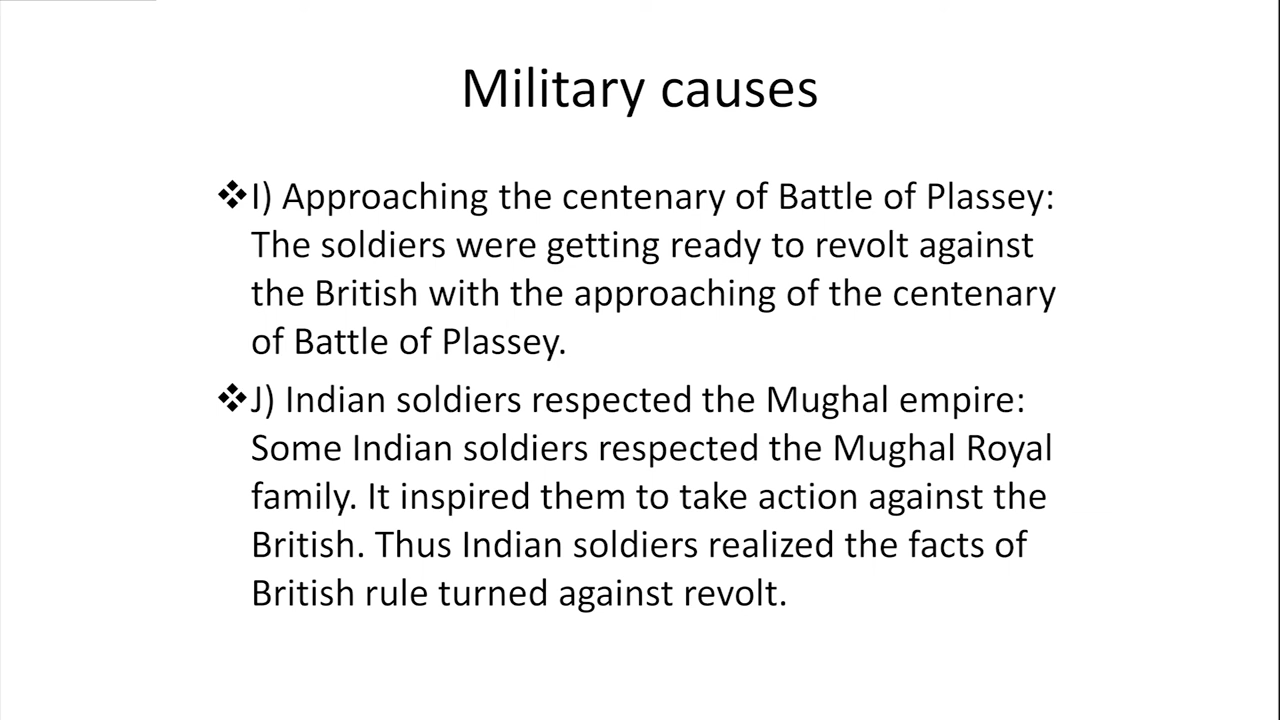 Military causes
❖I) Approaching the centenary of Battle of Plassey:
The soldiers were getting ready to revolt against
the British with the approaching of the centenary
of Battle of Plassey.
❖J) Indian soldiers respected the Mughal empire:
Some Indian soldiers respected the Mughal Royal
family. It inspired them to take action against the
British. Thus Indian soldiers realized the facts of
British rule turned against revolt.